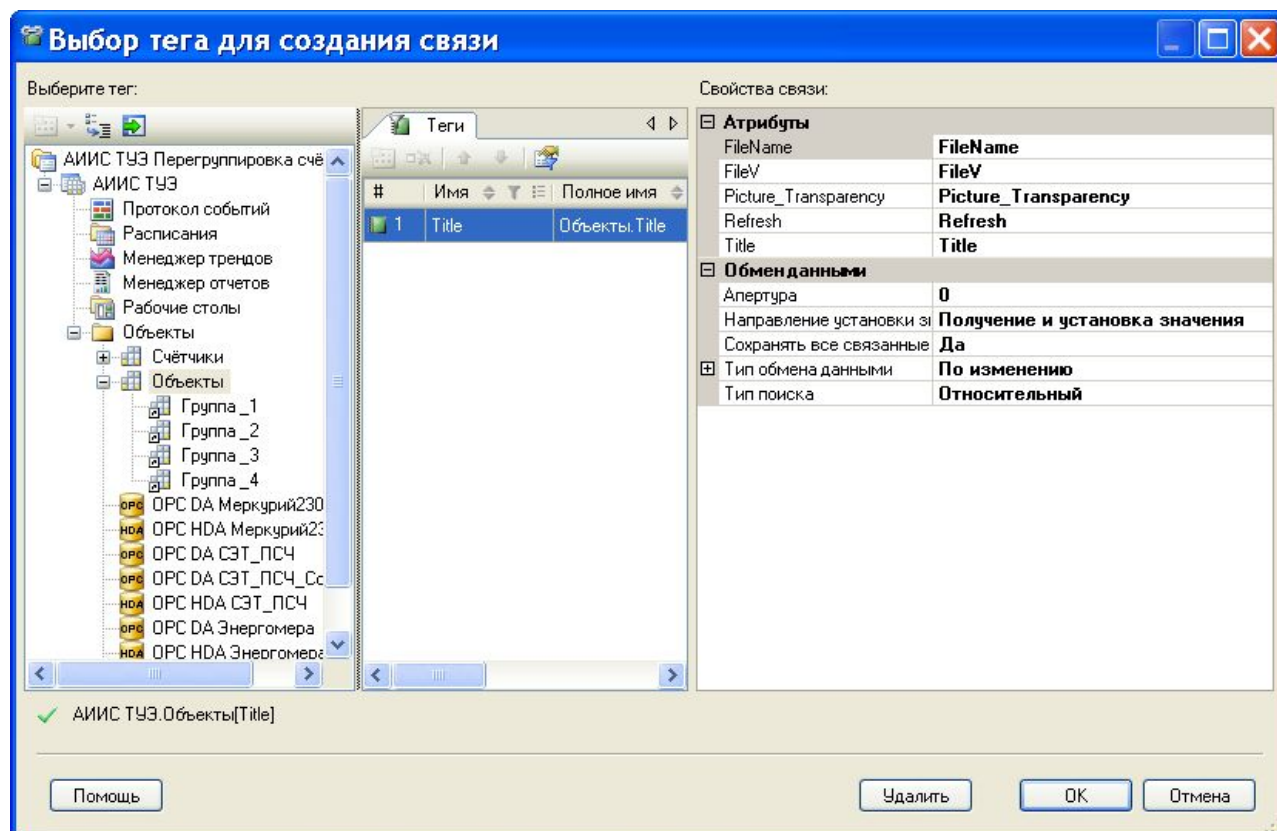 Выбор тега для создания связи
Выберите тег:
АИИС ТУЭ Перегруппировка счё
АИИС ТУЭ
Протокол событий
Расписания
Менеджер трендов
Менеджер отчетов
Рабочие столы
Объекты
Счётчики
Объекты
Группа_1
Группа_2
Группа_3
Группа_4
OPC DA Меркурий230
OPC HDA Меркурий23
OPC DA СЭТ_ПСЧ
OPC DA СЭТ_ПСЧ_Сс
OPC HDA СЭТ_ПСЧ
OPC DA Энергомера
OPC HDA Энергомера
Теги
# Имя Полное имя
1 Title Объекты.Title
Свойства связи:
Атрибуты
FileName FileName
FileV FileV
Picture_Transparency Picture_Transparency
Refresh Refresh
Title Title
Обмен данными
Апертура 0
Направление установки зн Получение и установка значения
Сохранять все связанные Да
Тип обмена данными По изменению
Тип поиска Относительный
АИИС ТУЭ.Объекты[Title]
Помощь Удалить OK Отмена